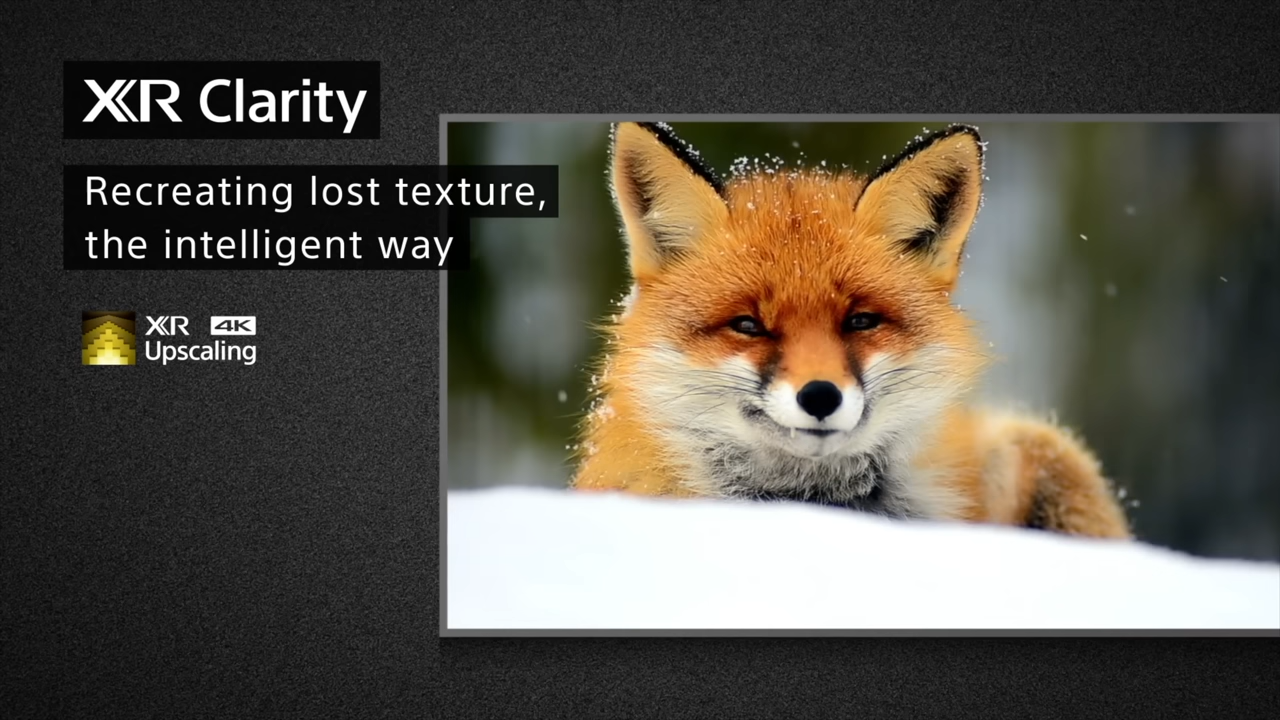 XR Clarity
Recreating lost texture,
the intelligent way
XR 4K
Upscaling